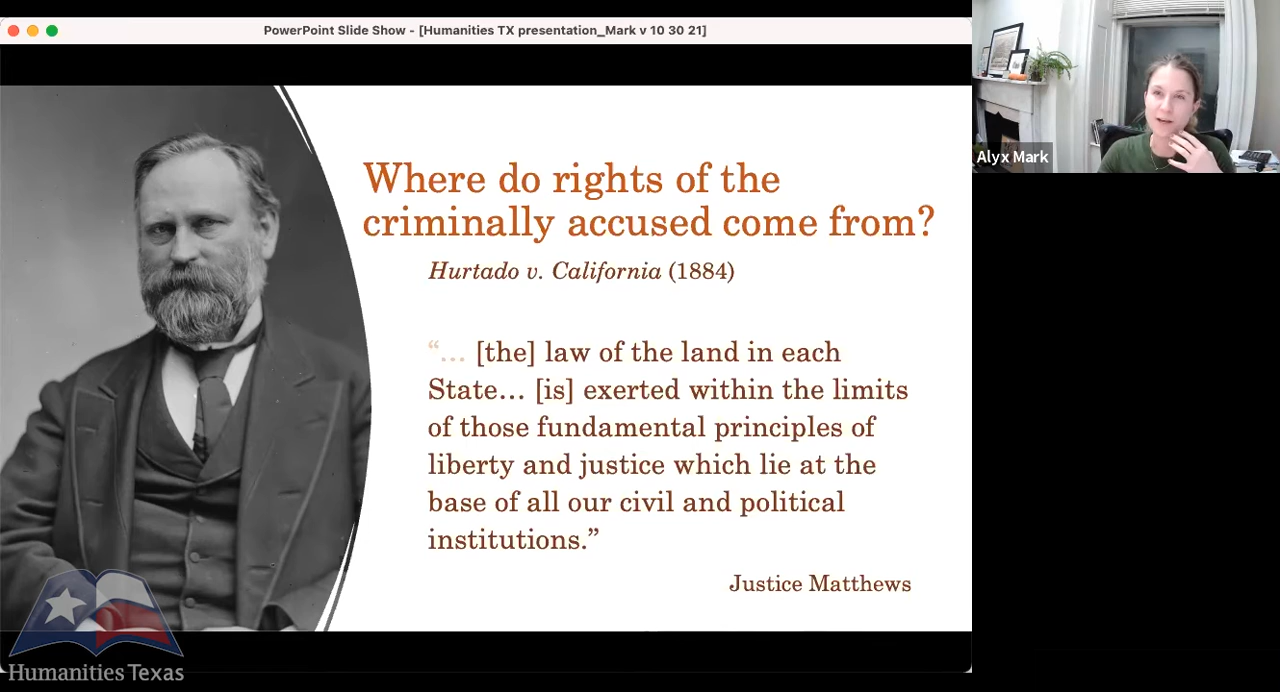 PowerPoint Slide Show - [Humanities TX presentation_Mark v 10 30 21]
Alyx Mark
Where do rights of the
criminally accused come from?
Hurtado v. California (1884)
“... [the] law of the land in each
State... [is] exerted within the limits
of those fundamental principles of
liberty and justice which lie at the
base of all our civil and political
institutions.”
Justice Matthews
Humanities Texas